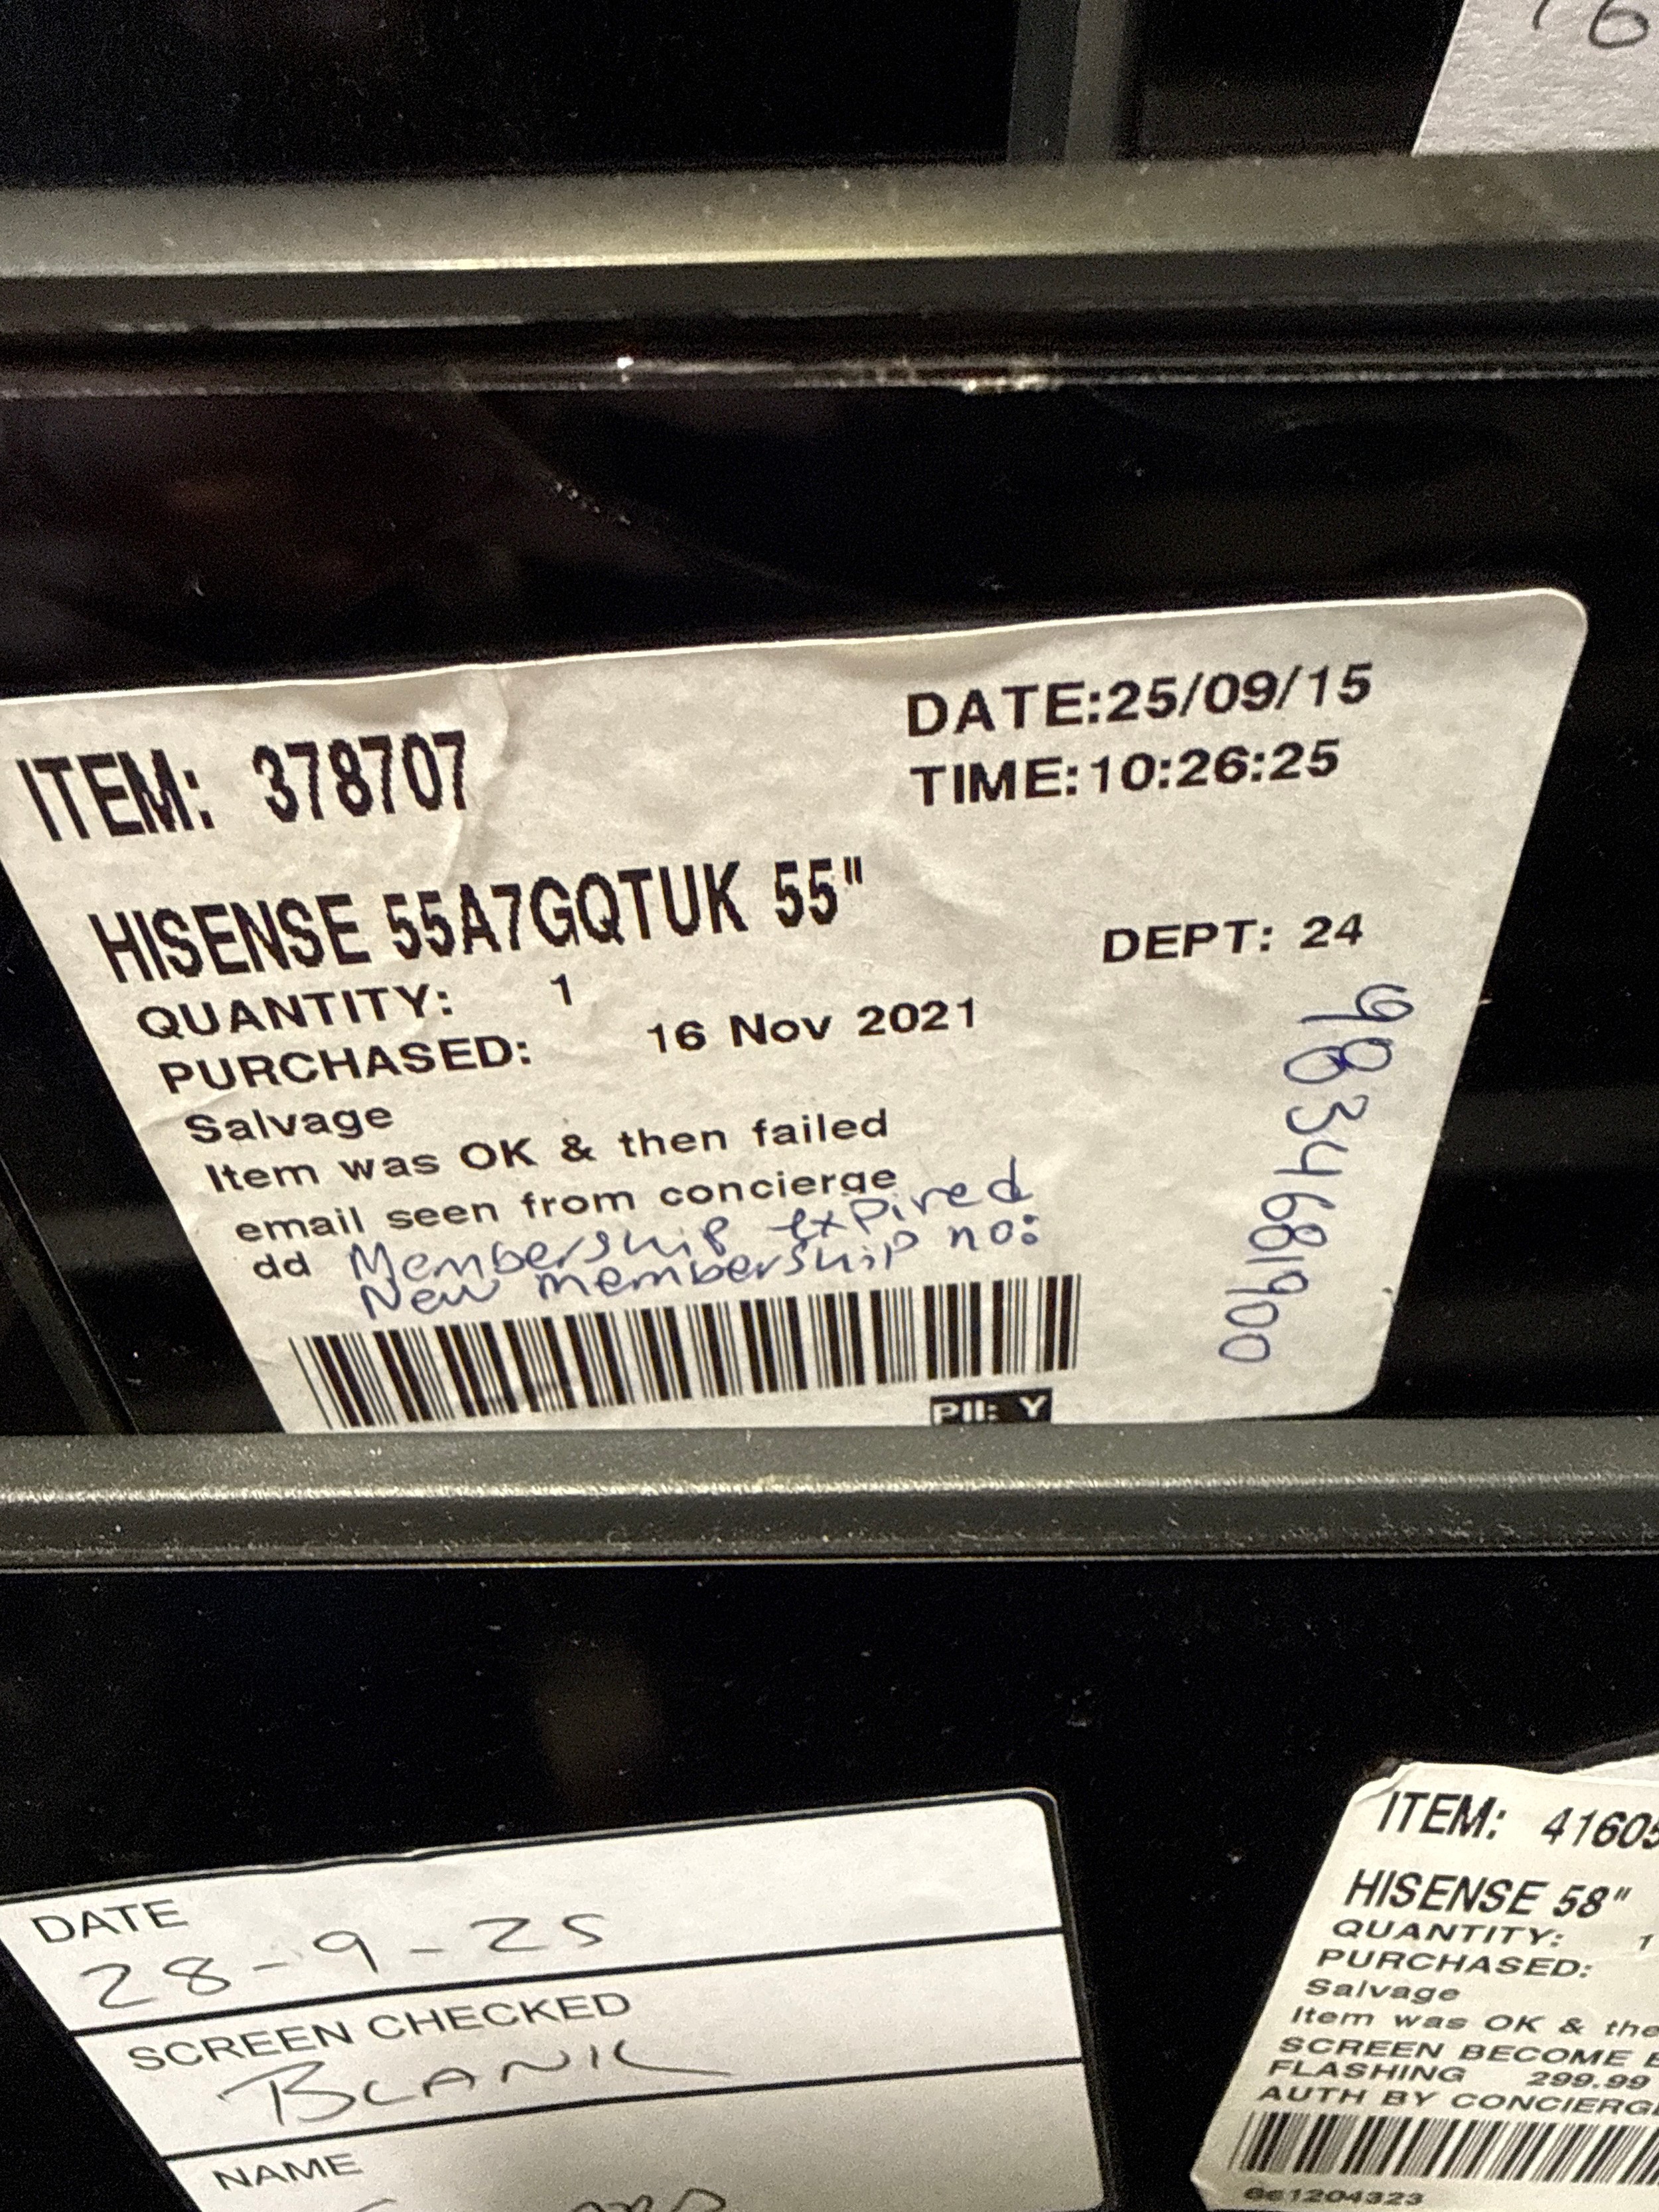 ITEM: 378707
DATE:25/09/15
TIME:10:26:25
HISENSE 55A7GQTUK 55"
DEPT: 24
QUANTITY: 1
PURCHASED: 16 Nov 2021
Salvage
Item was OK & then failed
email seen from concierge
dd Membership expired
New membership no:
9834681900
PII: Y
DATE
28-9-25
SCREEN CHECKED
BLANK
NAME
ITEM: 41605
HISENSE 58"
QUANTITY: 1
PURCHASED:
Salvage
Item was OK & the
SCREEN BECOME
FLASHING 299.99
AUTH BY CONCIERGE